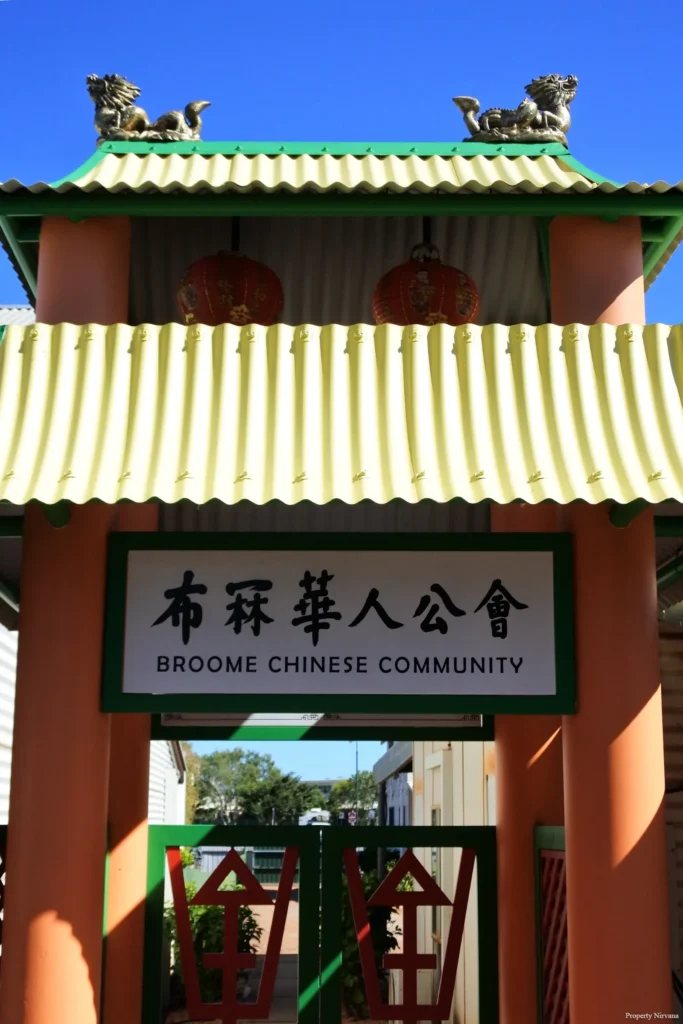 布冧華人公會
BROOME CHINESE COMMUNITY
Property Nirvana